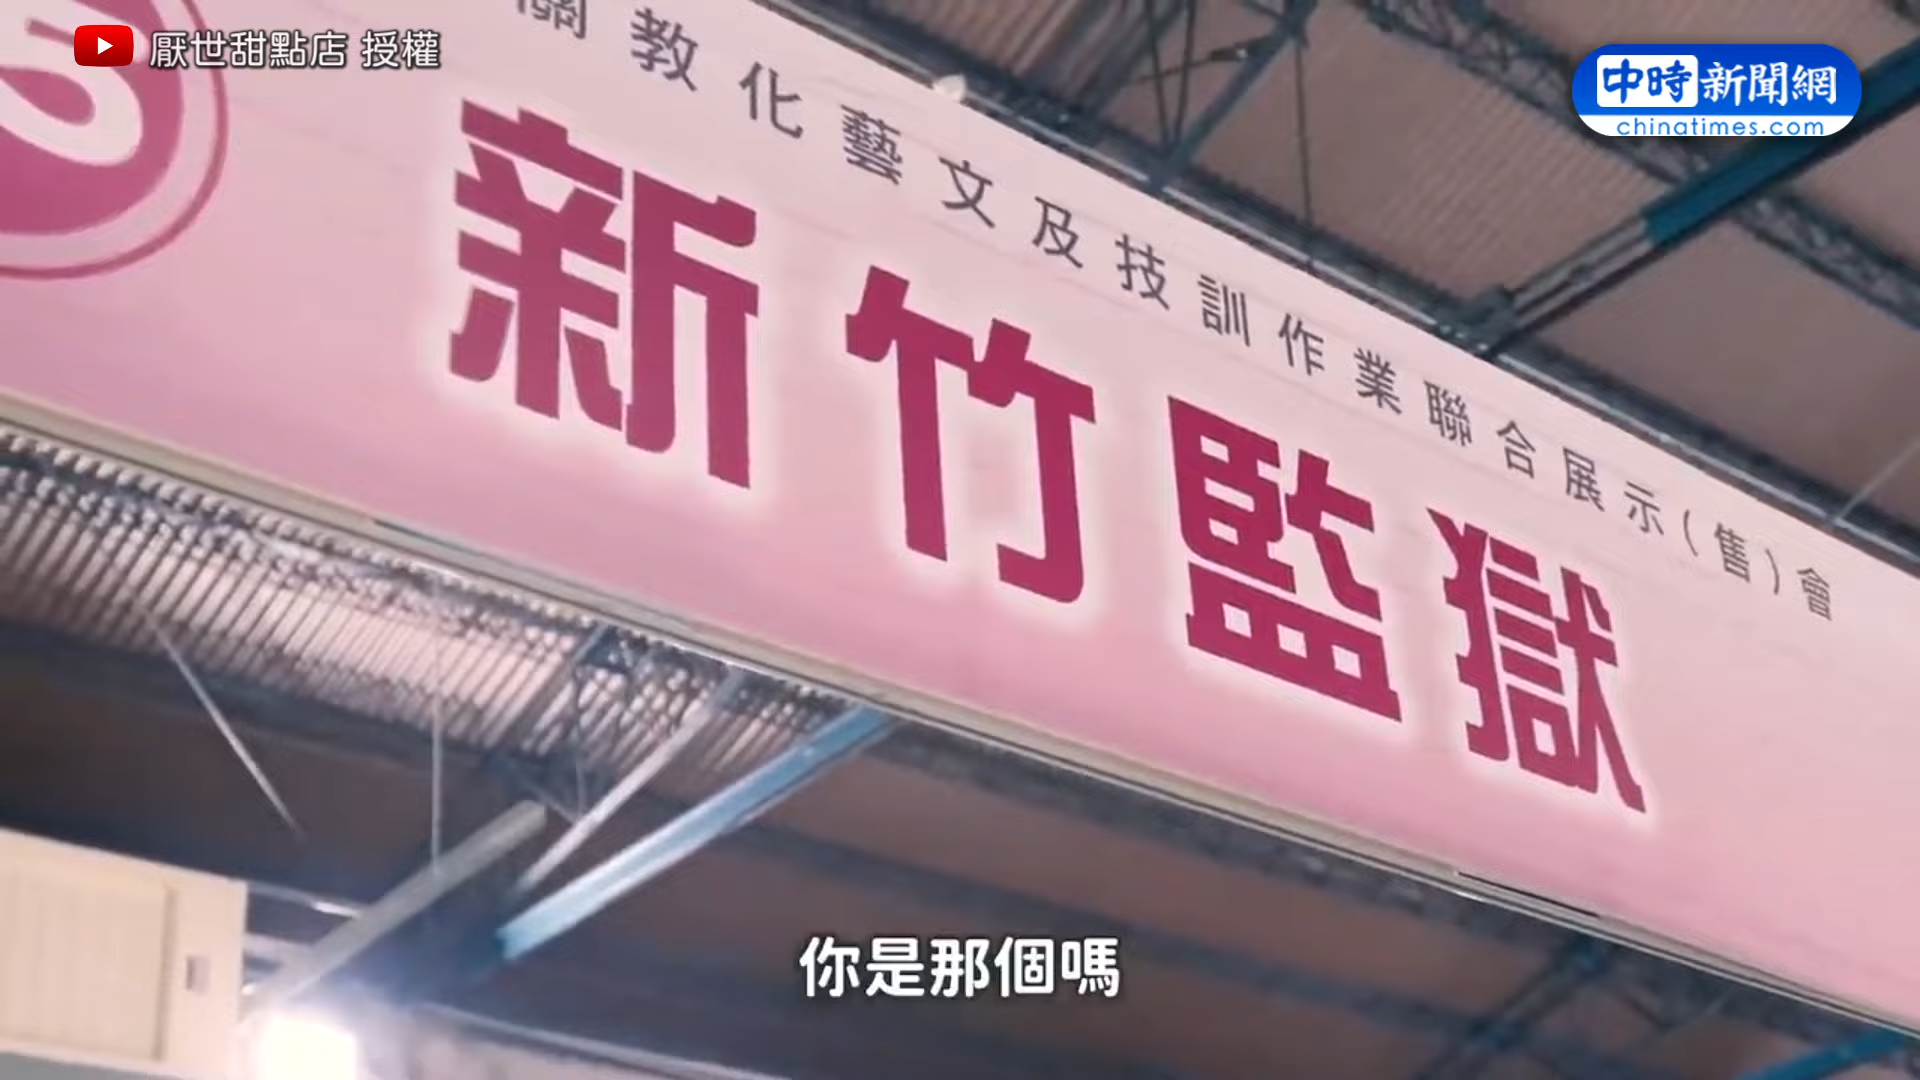 厭世甜點店 授權
中時新聞網
chinatimes.com
關教化藝文及技訓作業聯合展示(售)會
新竹監獄
你是那個嗎